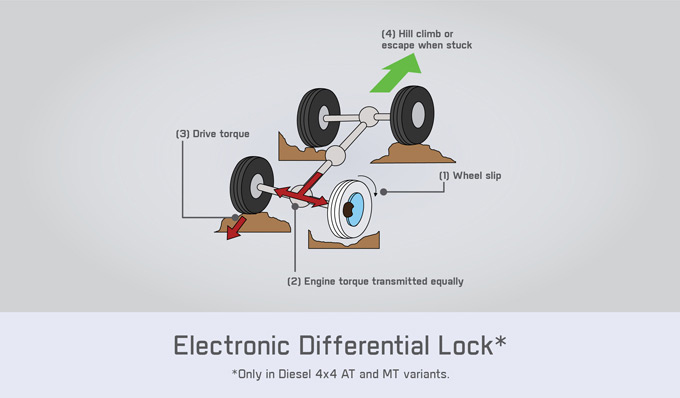 (4) Hill climb or
escape when stuck
(3) Drive torque
(1) Wheel slip
(2) Engine torque transmitted equally
Electronic Differential Lock*
*Only in Diesel 4x4 AT and MT variants.